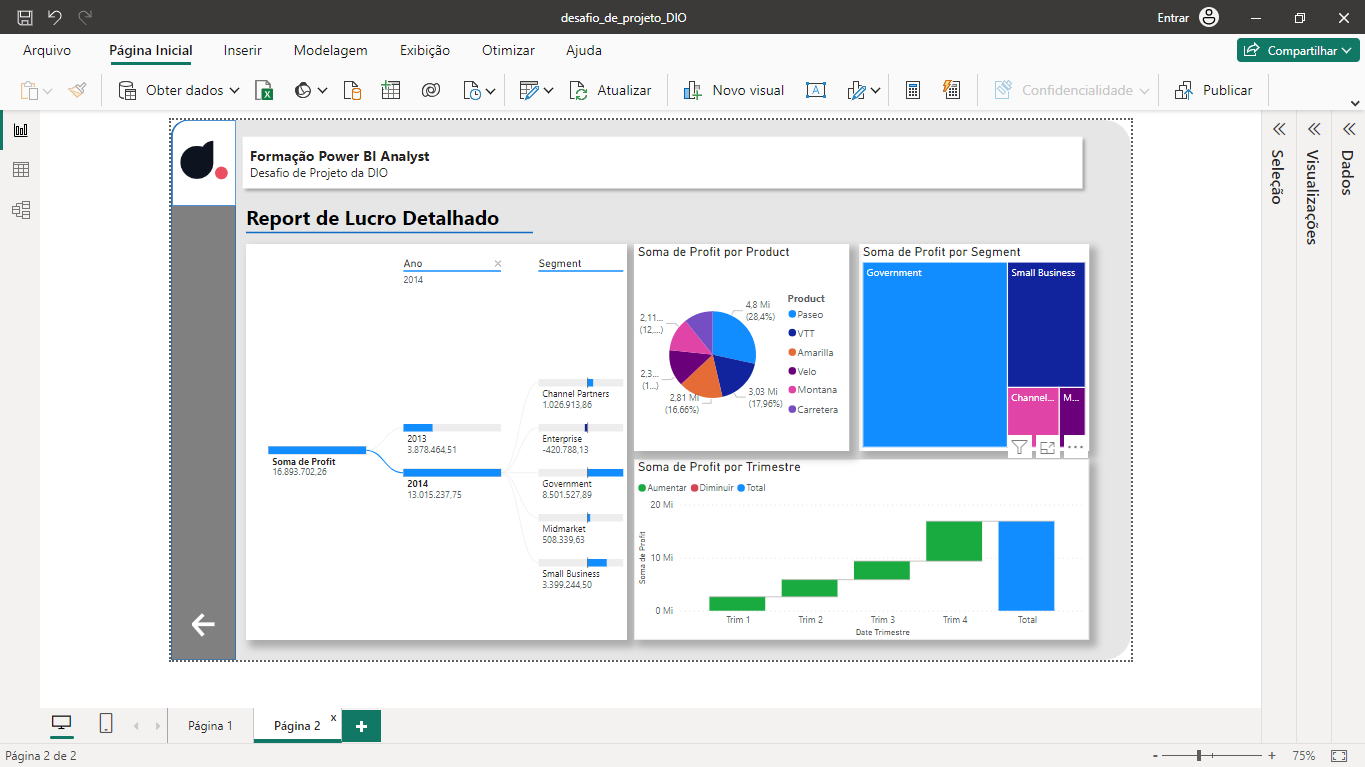 desafio_de_projeto_DIO
Entrar
Arquivo
Página Inicial
Inserir
Modelagem
Exibição
Otimizar
Ajuda
Compartilhar
Obter dados
Atualizar
Novo visual
Confidencialidade
Publicar
Formação Power BI Analyst
Desafio de Projeto da DIO
Report de Lucro Detalhado
Ano
2014
Segment
Soma de Profit
16.893.702,26
2013
3.878.464,51
2014
13.015.237,75
Channel Partners
1.026.913,86
Enterprise
-420.788,13
Government
8.501.527,89
Midmarket
508.339,63
Small Business
3.399.244,50
Soma de Profit por Product
4,8 Mi
(28,4%)
3,03 Mi
(17,96%)
2,81 Mi
(16.66%)
2,3...
(1...)
2,11...
(12,...)
Product
Paseo
VTT
Amarilla
Velo
Montana
Carretera
Soma de Profit por Segment
Government
Small Business
Channel...
M...
Soma de Profit por Trimestre
Aumentar
Diminuir
Total
Soma de Profit
20 Mi
10 Mi
0 Mi
Trim 1
Trim 2
Trim 3
Trim 4
Total
Date Trimestre
Seleção
Visualizações
Dados
Página 1
Página 2
x
Página 2 de 2
- + 75%